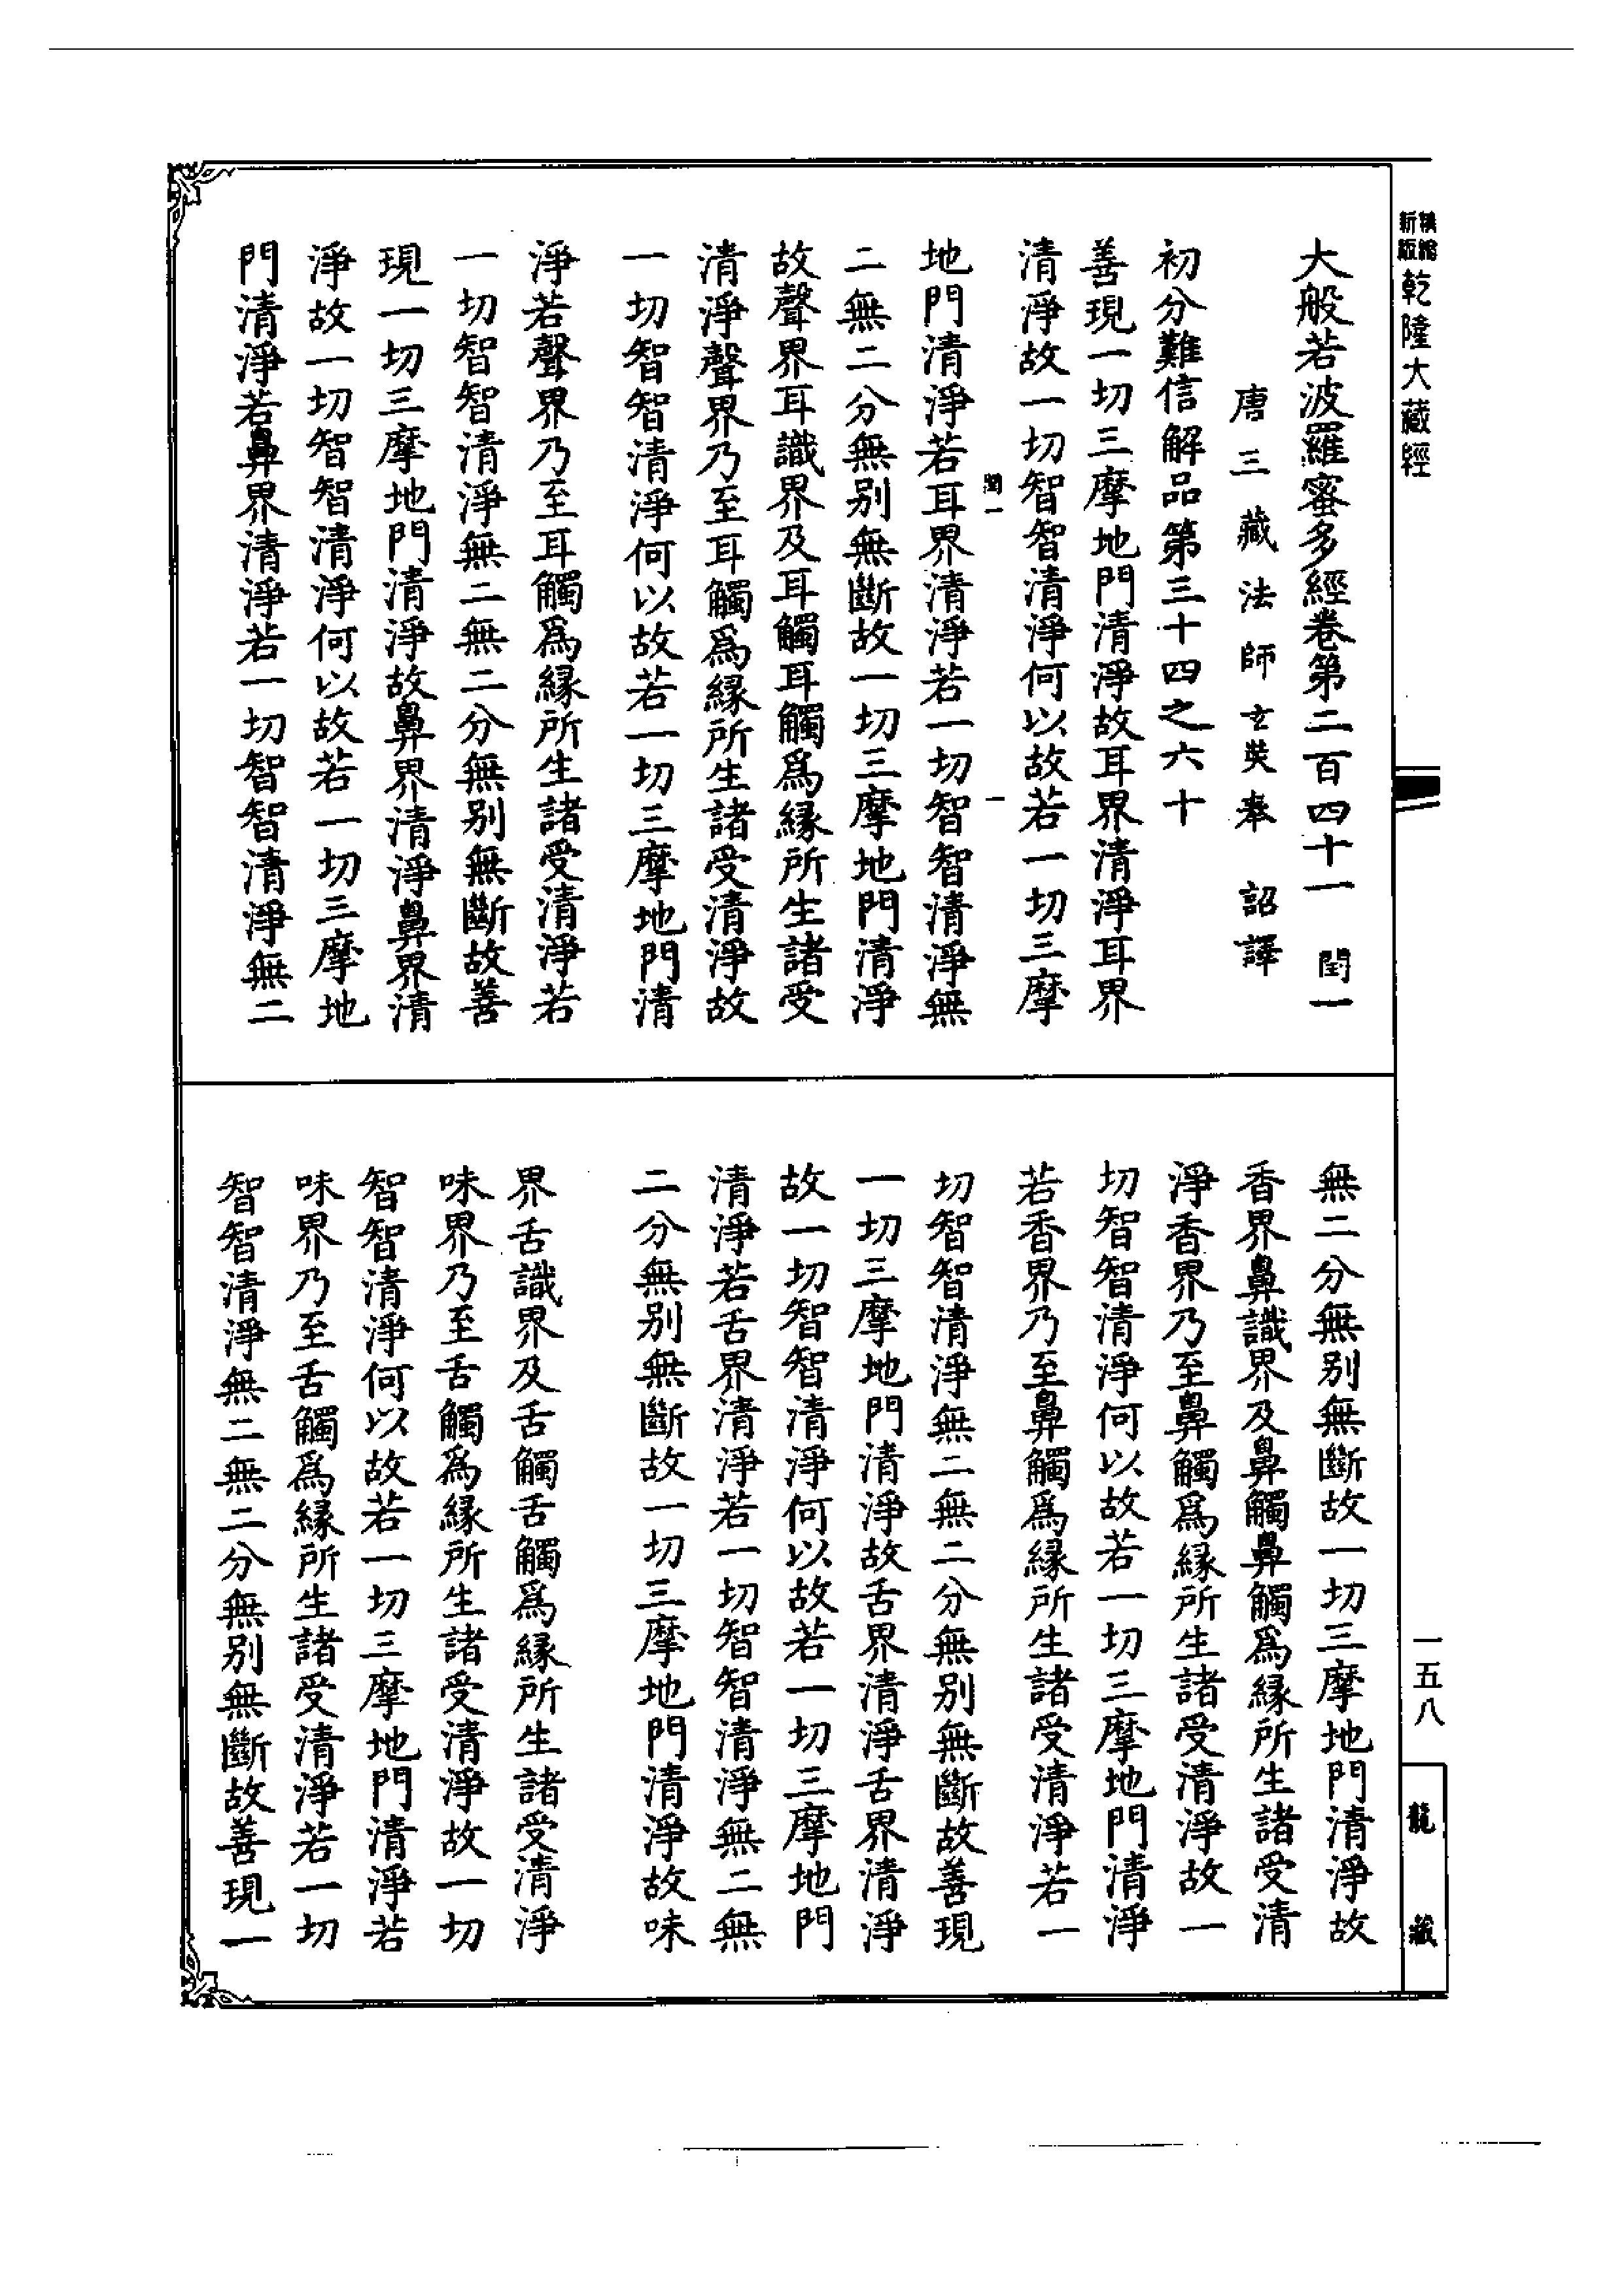 新版精縮乾隆大藏經
大般若波羅蜜多經卷第二百四十一 閏一
唐三藏法師玄奘奉 詔譯
初分難信解品第三十四之六十
善現一切三摩地門清淨故耳界清淨耳界
清淨故一切智智清淨何以故若一切三摩
閏一 一
地門清淨若耳界清淨若一切智智清淨無
二無二分無别無斷故一切三摩地門清淨
故聲界耳識界及耳觸耳觸爲緣所生諸受
清淨聲界乃至耳觸爲緣所生諸受清淨故
一切智智清淨何以故若一切三摩地門清
淨若聲界乃至耳觸爲緣所生諸受清淨若
一切智智清淨無二無二分無别無斷故善
現一切三摩地門清淨故鼻界清淨鼻界清
淨故一切智智清淨何以故若一切三摩地
門清淨若鼻界清淨若一切智智清淨無二
無二分無别無斷故一切三摩地門清淨故
香界鼻識界及鼻觸鼻觸爲緣所生諸受清
淨香界乃至鼻觸爲緣所生諸受清淨故一
切智智清淨何以故若一切三摩地門清淨
若香界乃至鼻觸爲緣所生諸受清淨若一
切智智清淨無二無二分無别無斷故善現
一切三摩地門清淨故舌界清淨舌界清淨
故一切智智清淨何以故若一切三摩地門
清淨若舌界清淨若一切智智清淨無二無
二分無别無斷故一切三摩地門清淨故味
界舌識界及舌觸舌觸爲緣所生諸受清淨
味界乃至舌觸爲緣所生諸受清淨故一切
智智清淨何以故若一切三摩地門清淨若
味界乃至舌觸爲緣所生諸受清淨若一切
智智清淨無二無二分無别無斷故善現一
一五八
龍藏